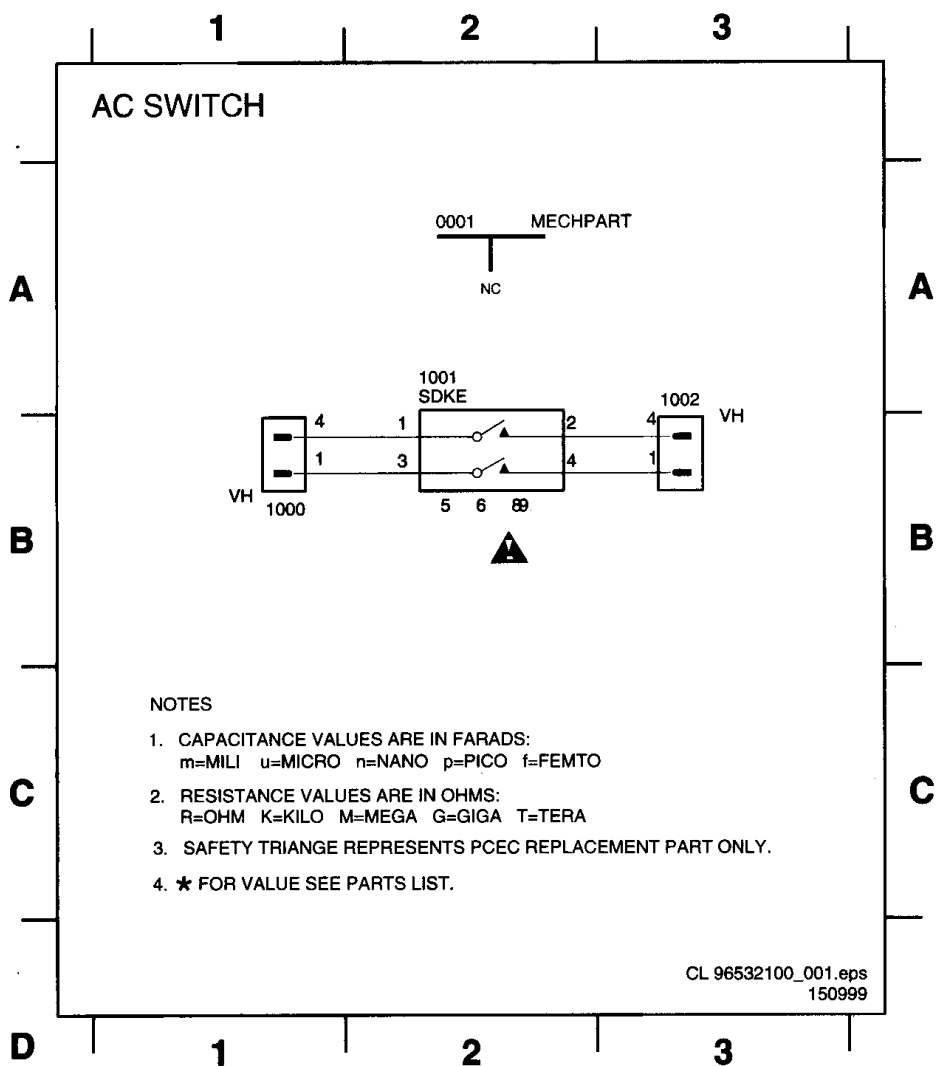 1 2 3
AC SWITCH
0001 MECHPART
NC
A A
1001
SDKE
1002
VH
4 1 2 4
1 3 4 1
VH
1000
5 6 89
B B
NOTES
1. CAPACITANCE VALUES ARE IN FARADS:
m=MILI u=MICRO n=NANO p=PICO f=FEMTO
C C
2. RESISTANCE VALUES ARE IN OHMS:
R=OHM K=KILO M=MEGA G=GIGA T=TERA
3. SAFETY TRIANGE REPRESENTS PCEC REPLACEMENT PART ONLY.
4. ★ FOR VALUE SEE PARTS LIST.
CL 96532100_001.eps
150999
D 1 2 3